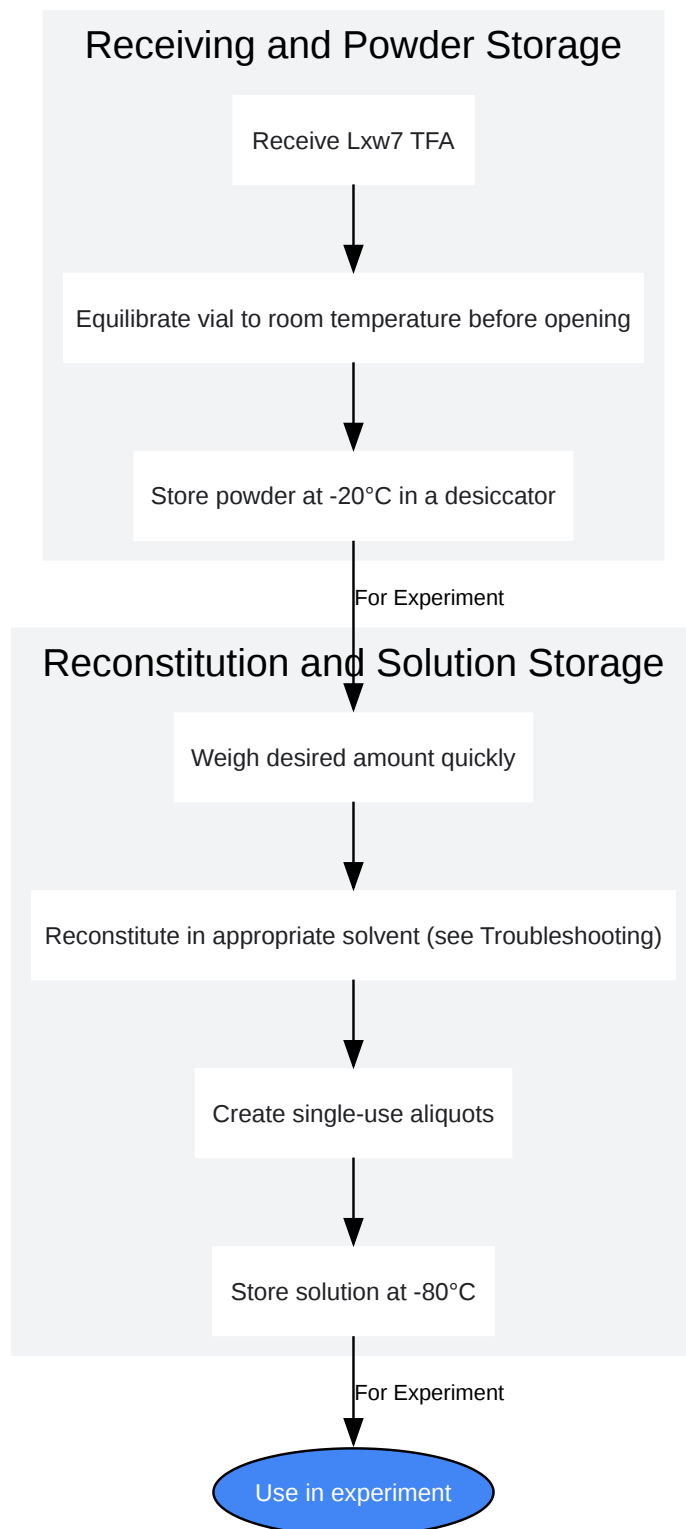 Receiving and Powder Storage
Receive Lxw7 TFA
Equilibrate vial to room temperature before opening
Store powder at -20°C in a desiccator
For Experiment
Reconstitution and Solution Storage
Weigh desired amount quickly
Reconstitute in appropriate solvent (see Troubleshooting)
Create single-use aliquots
Store solution at -80°C
For Experiment
Use in experiment